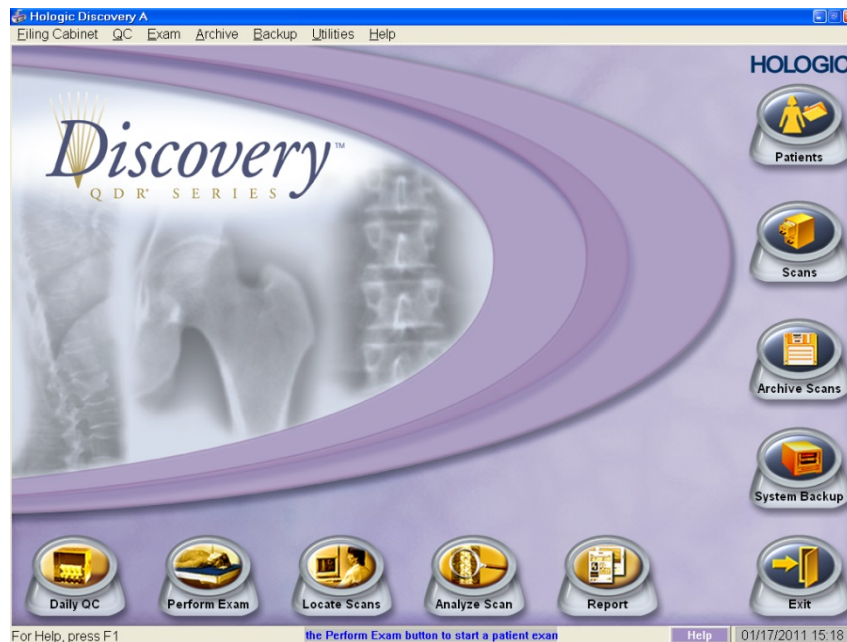 Hologic Discovery A
Filing Cabinet QC Exam Archive Backup Utilities Help
HOLOGIC
Discovery™
QDR® SERIES
Patients
Scans
Archive Scans
System Backup
Daily QC
Perform Exam
Locate Scans
Analyze Scan
Report
Exit
For Help, press F1
the Perform Exam button to start a patient exam
Help
01/17/2011 15:18